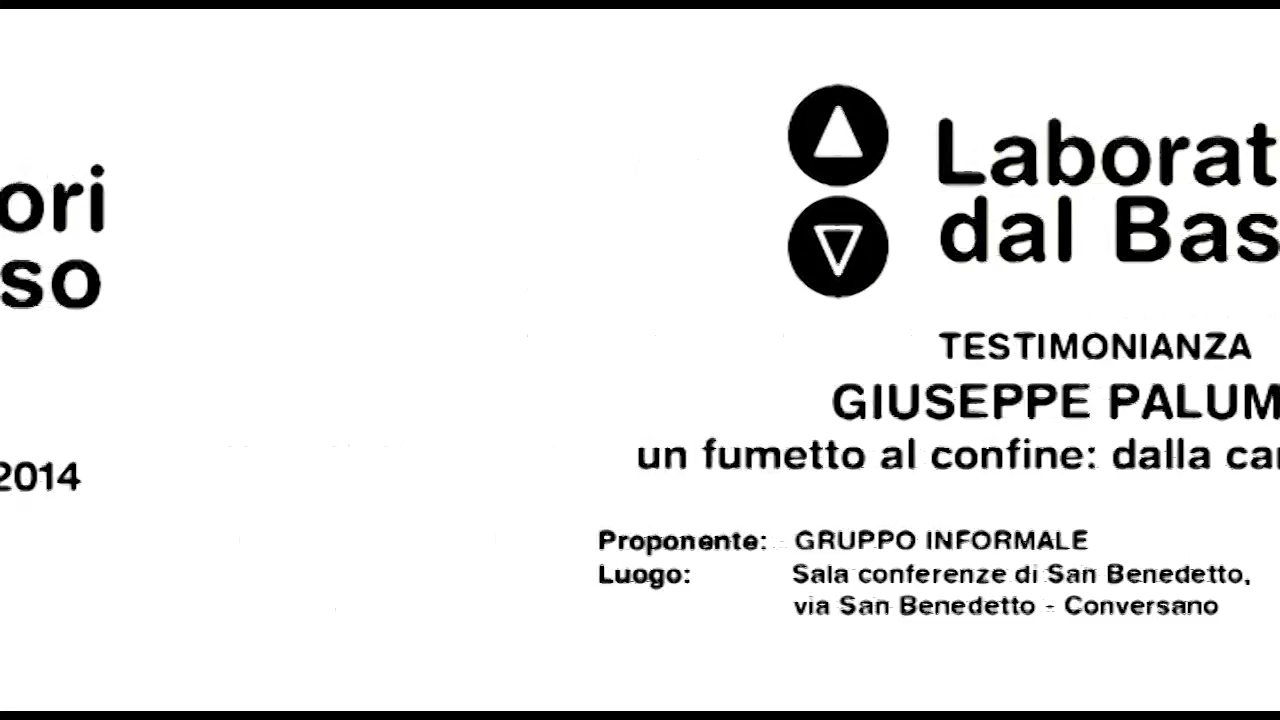 ori
so
2014
Laborat
dal Bas
TESTIMONIANZA
GIUSEPPE PALUM
un fumetto al confine: dalla car
Proponente: GRUPPO INFORMALE
Luogo: Sala conferenze di San Benedetto,
via San Benedetto - Conversano